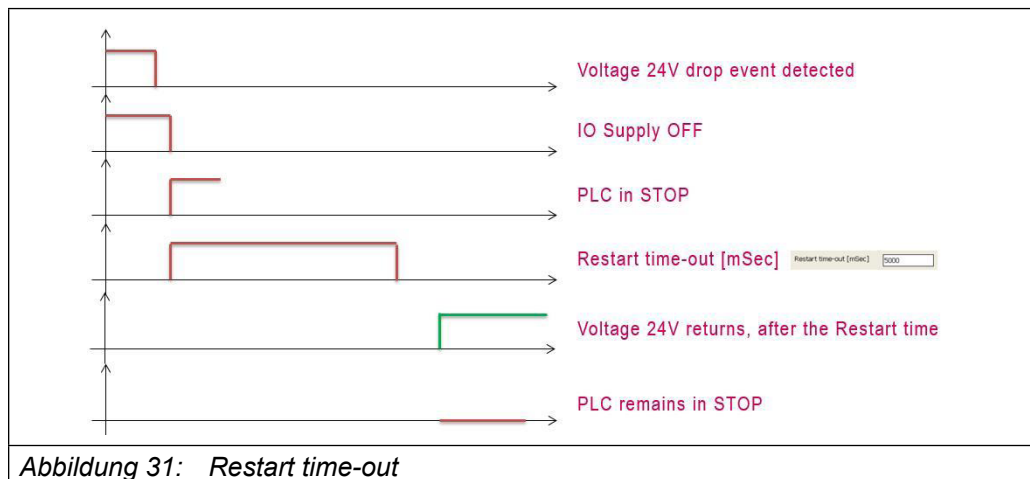 Voltage 24V drop event detected
IO Supply OFF
PLC in STOP
Restart time-out [mSec] Restart time-out [mSec] 5000
Voltage 24V returns, after the Restart time
PLC remains in STOP
Abbildung 31: Restart time-out